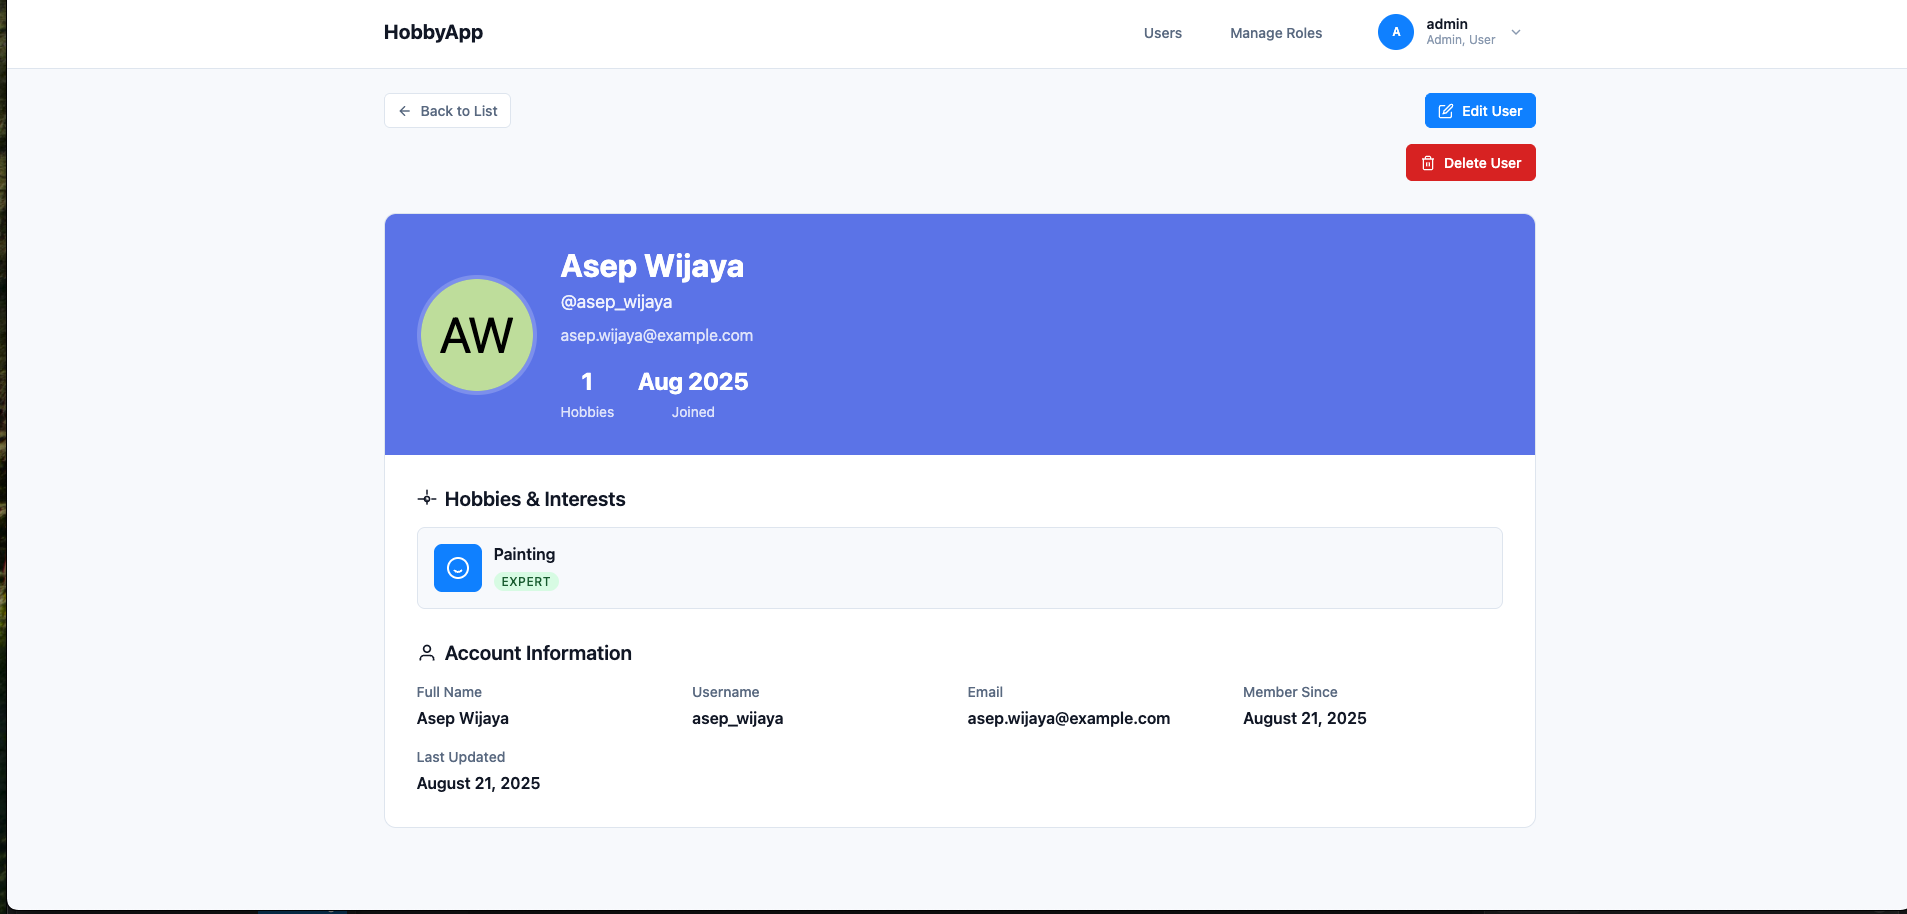 HobbyApp
Users
Manage Roles
A
admin
Admin, User
Back to List
Edit User
Delete User
AW
Asep Wijaya
@asep_wijaya
asep.wijaya@example.com
1
Hobbies
Aug 2025
Joined
Hobbies & Interests
Painting
EXPERT
Account Information
Full Name
Asep Wijaya
Username
asep_wijaya
Email
asep.wijaya@example.com
Member Since
August 21, 2025
Last Updated
August 21, 2025